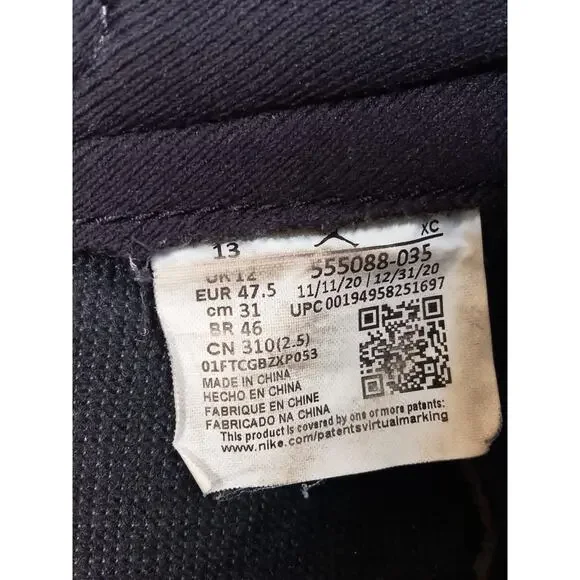 13 XC
UK 12 555088-035
EUR 47.5 11/11/20 / 12/31/20
cm 31 UPC 00194958251697
BR 46
CN 310(2.5)
01FTCGBZXP053
MADE IN CHINA
HECHO EN CHINA
FABRIQUE EN CHINE
FABRICADO NA CHINA
This product is covered by one or more patents:
www.nike.com/patentsvirtualmarking